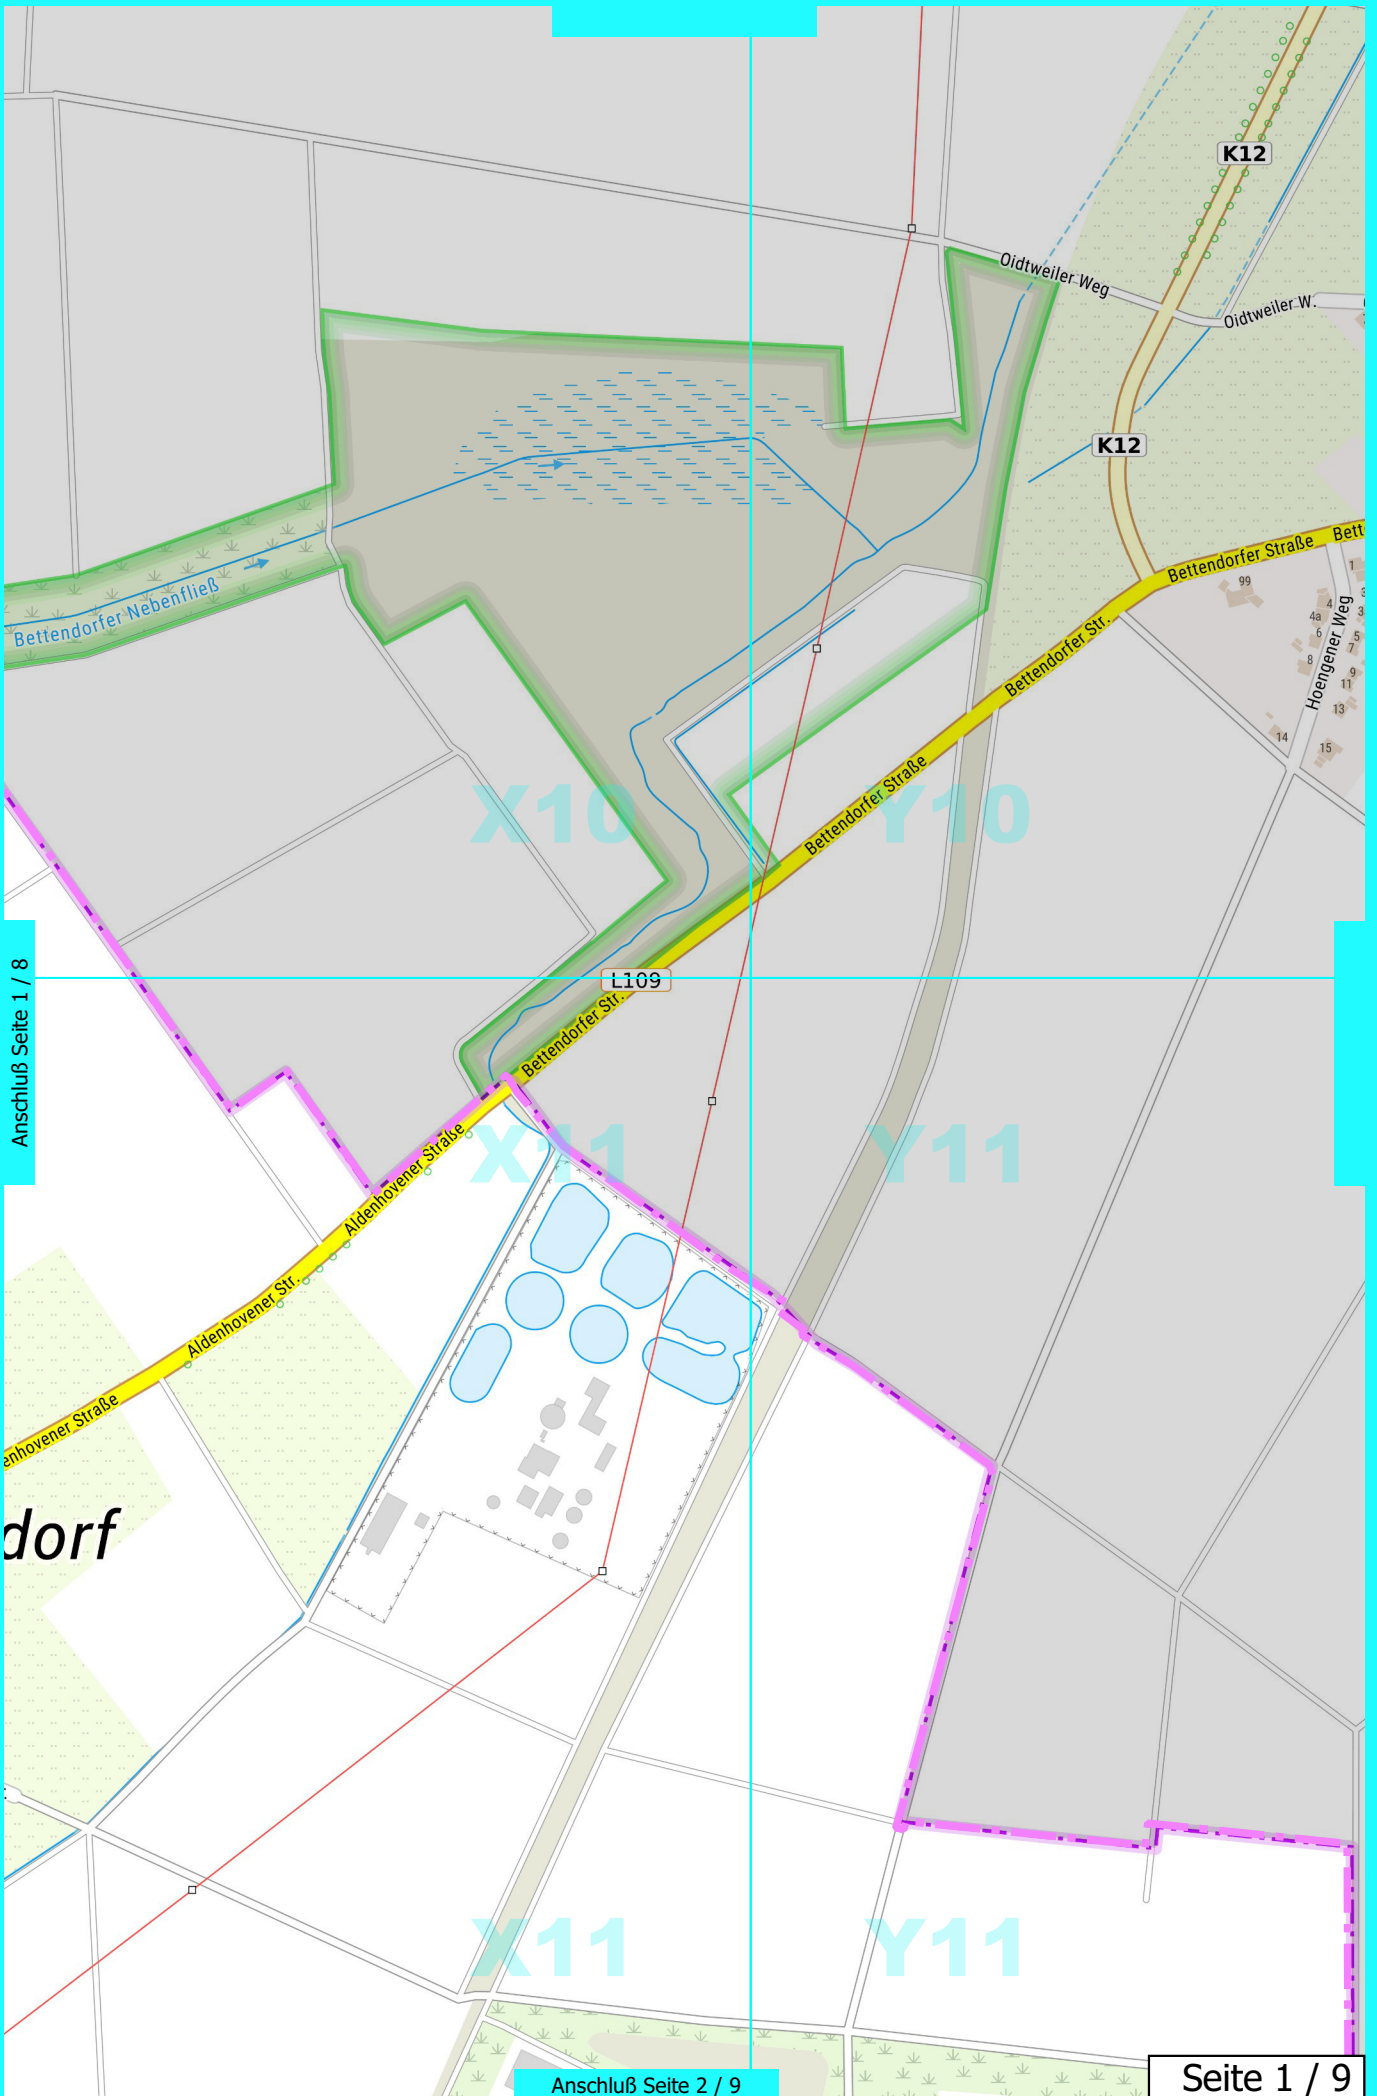 K12
Oidtweiler Weg
Oidtweiler W.
K12
Bettendorfer Straße
Bett
99
1
4
3
4a
3
6
5
7
8
9
11
13
14
15
Hoengener Weg
Bettendorfer Nebenfließ
Bettendorfer Str.
Bettendorfer Straße
X10
Y10
Anschluß Seite 1 / 8
L109
Bettendorfer Str.
X11
Y11
Aldenhovener Straße
Aldenhovener Str.
enhovener Straße
dorf
X11
Y11
Anschluß Seite 2 / 9
Seite 1 / 9